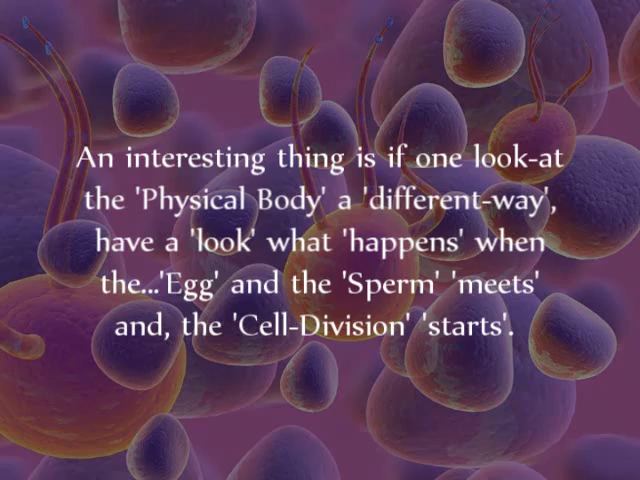 An interesting thing is if one look-at
the 'Physical Body' a 'different-way',
have a 'look' what 'happens' when
the...'Egg' and the 'Sperm' 'meets'
and, the 'Cell-Division' 'starts'.